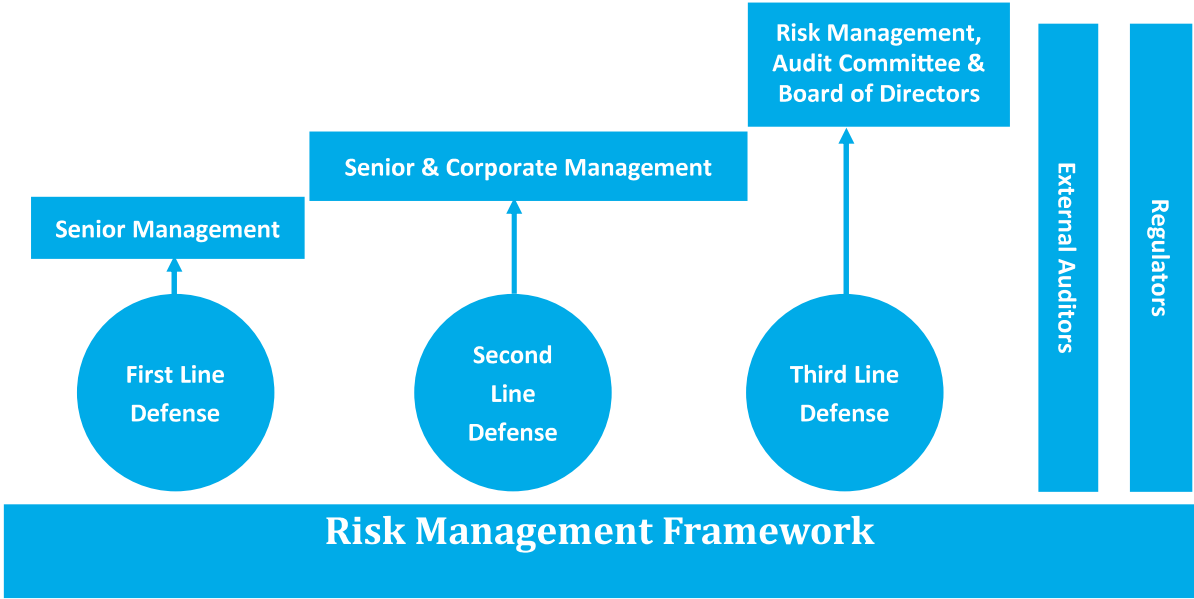 Risk Management,
Audit Committee &
Board of Directors
Senior & Corporate Management
Senior Management
First Line
Defense
Second
Line
Defense
Third Line
Defense
External Auditors
Regulators
Risk Management Framework